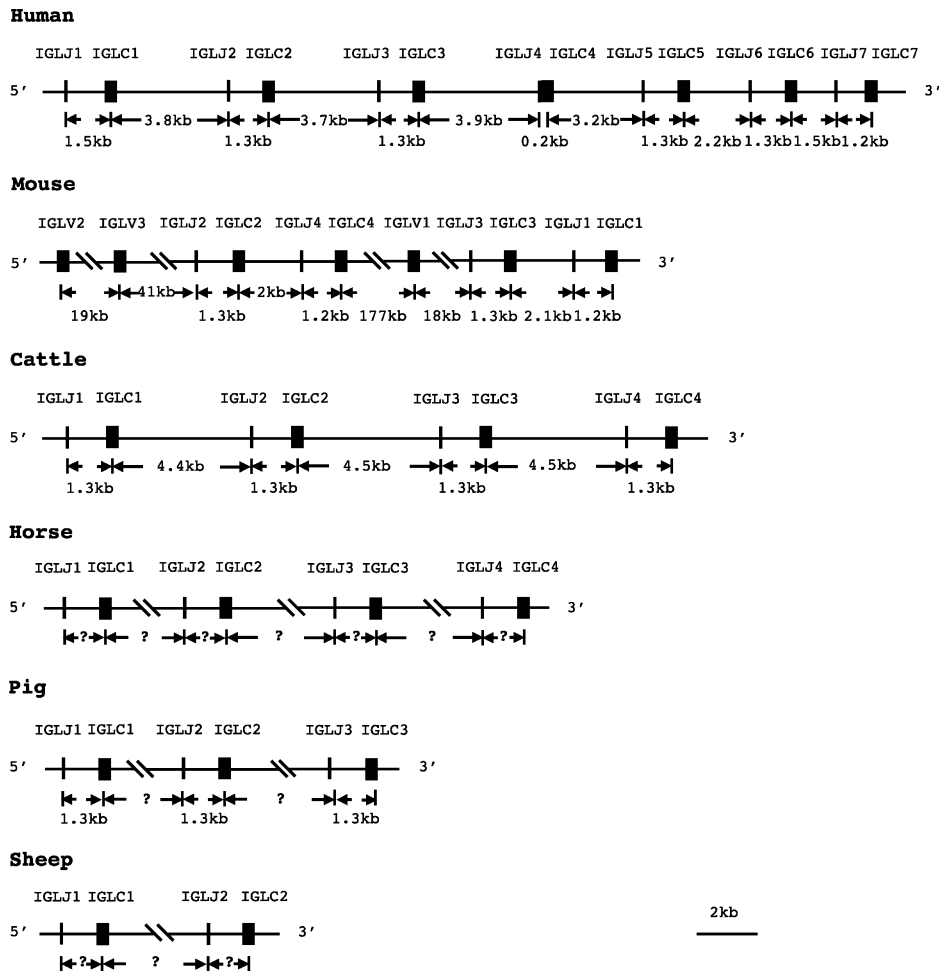 Human
IGLJ1 IGLC1 IGLJ2 IGLC2 IGLJ3 IGLC3 IGLJ4 IGLC4 IGLJ5 IGLC5 IGLJ6 IGLC6 IGLJ7 IGLC7
5′ 3′
3.8kb 3.7kb 3.9kb 3.2kb
1.5kb 1.3kb 1.3kb 0.2kb 1.3kb 2.2kb 1.3kb 1.5kb 1.2kb
Mouse
IGLV2 IGLV3 IGLJ2 IGLC2 IGLJ4 IGLC4 IGLV1 IGLJ3 IGLC3 IGLJ1 IGLC1
5′ 3′
41kb 2kb
19kb 1.3kb 1.2kb 177kb 18kb 1.3kb 2.1kb 1.2kb
Cattle
IGLJ1 IGLC1 IGLJ2 IGLC2 IGLJ3 IGLC3 IGLJ4 IGLC4
5′ 3′
4.4kb 4.5kb 4.5kb
1.3kb 1.3kb 1.3kb 1.3kb
Horse
IGLJ1 IGLC1 IGLJ2 IGLC2 IGLJ3 IGLC3 IGLJ4 IGLC4
5′ 3′
? ? ? ? ? ? ?
Pig
IGLJ1 IGLC1 IGLJ2 IGLC2 IGLJ3 IGLC3
5′ 3′
? ?
1.3kb 1.3kb 1.3kb
Sheep
IGLJ1 IGLC1 IGLJ2 IGLC2
2kb
5′ 3′
? ? ?